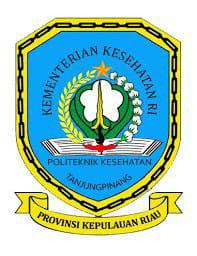 KEMENTERIAN KESEHATAN RI
POLITEKNIK KESEHATAN
TANJUNGPINANG
PROVINSI KEPULAUAN RIAU